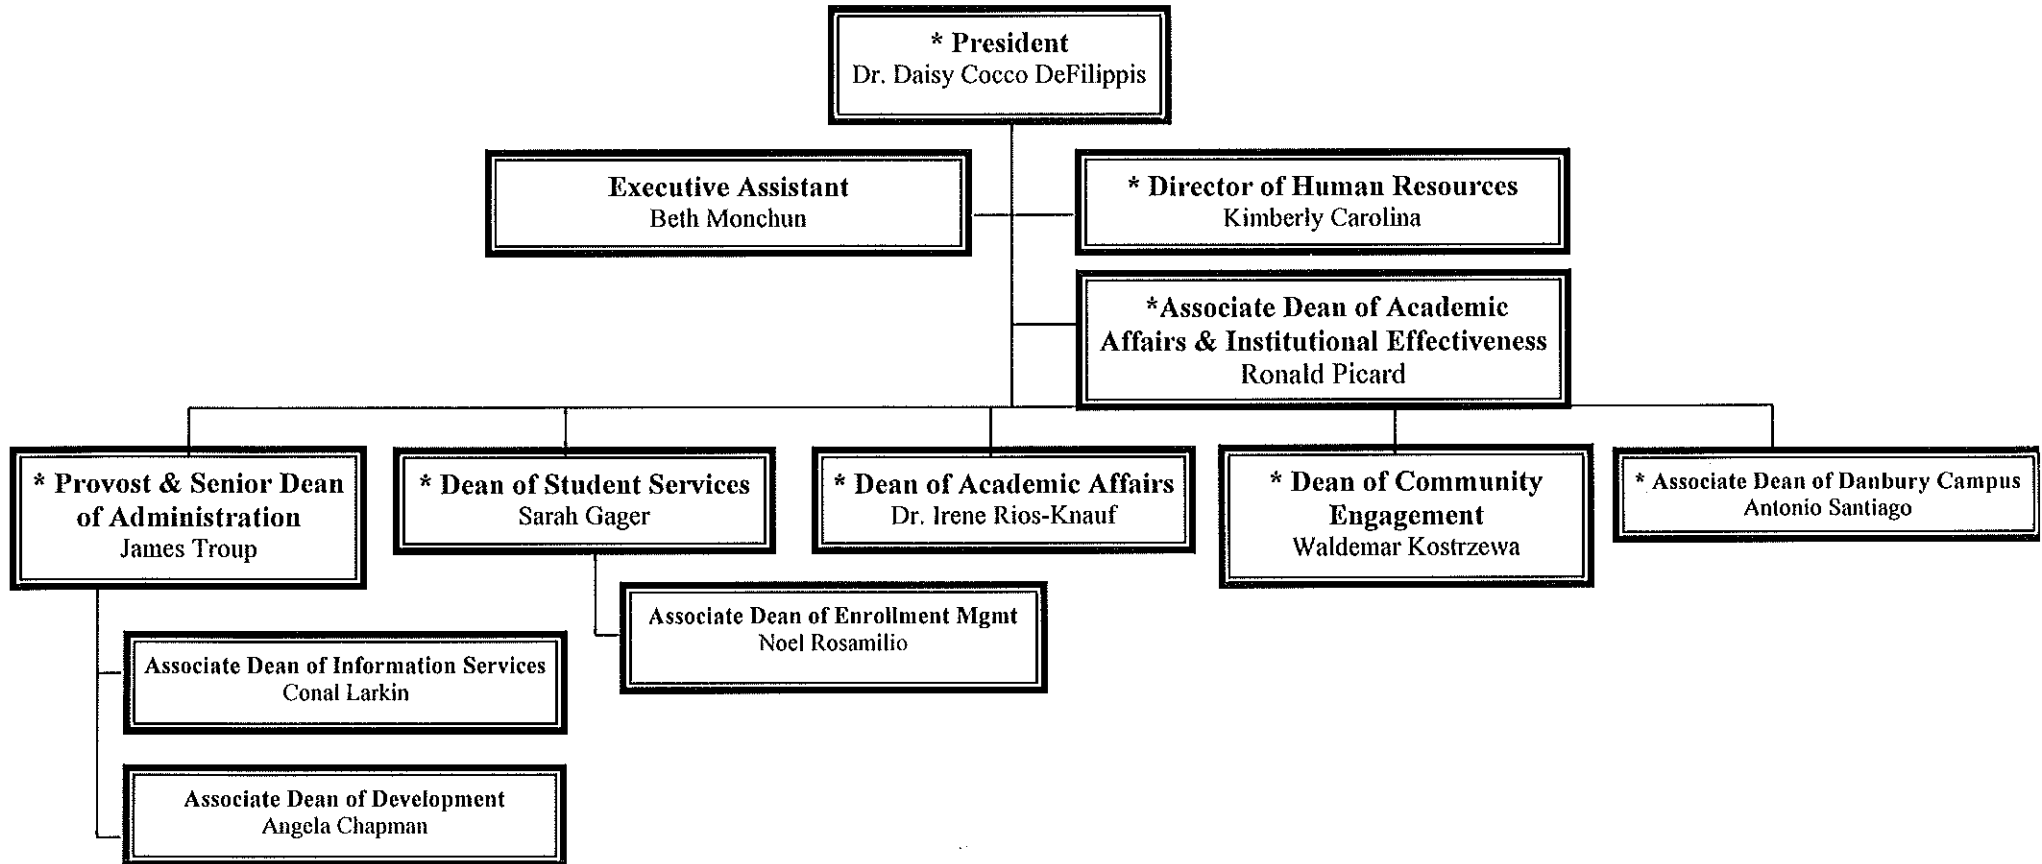 * President
Dr. Daisy Cocco DeFilippis
Executive Assistant
Beth Monchun
* Director of Human Resources
Kimberly Carolina
*Associate Dean of Academic
Affairs & Institutional Effectiveness
Ronald Picard
* Provost & Senior Dean
of Administration
James Troup
* Dean of Student Services
Sarah Gager
* Dean of Academic Affairs
Dr. Irene Rios-Knauf
* Dean of Community
Engagement
Waldemar Kostrzewa
* Associate Dean of Danbury Campus
Antonio Santiago
Associate Dean of Enrollment Mgmt
Noel Rosamilio
Associate Dean of Information Services
Conal Larkin
Associate Dean of Development
Angela Chapman